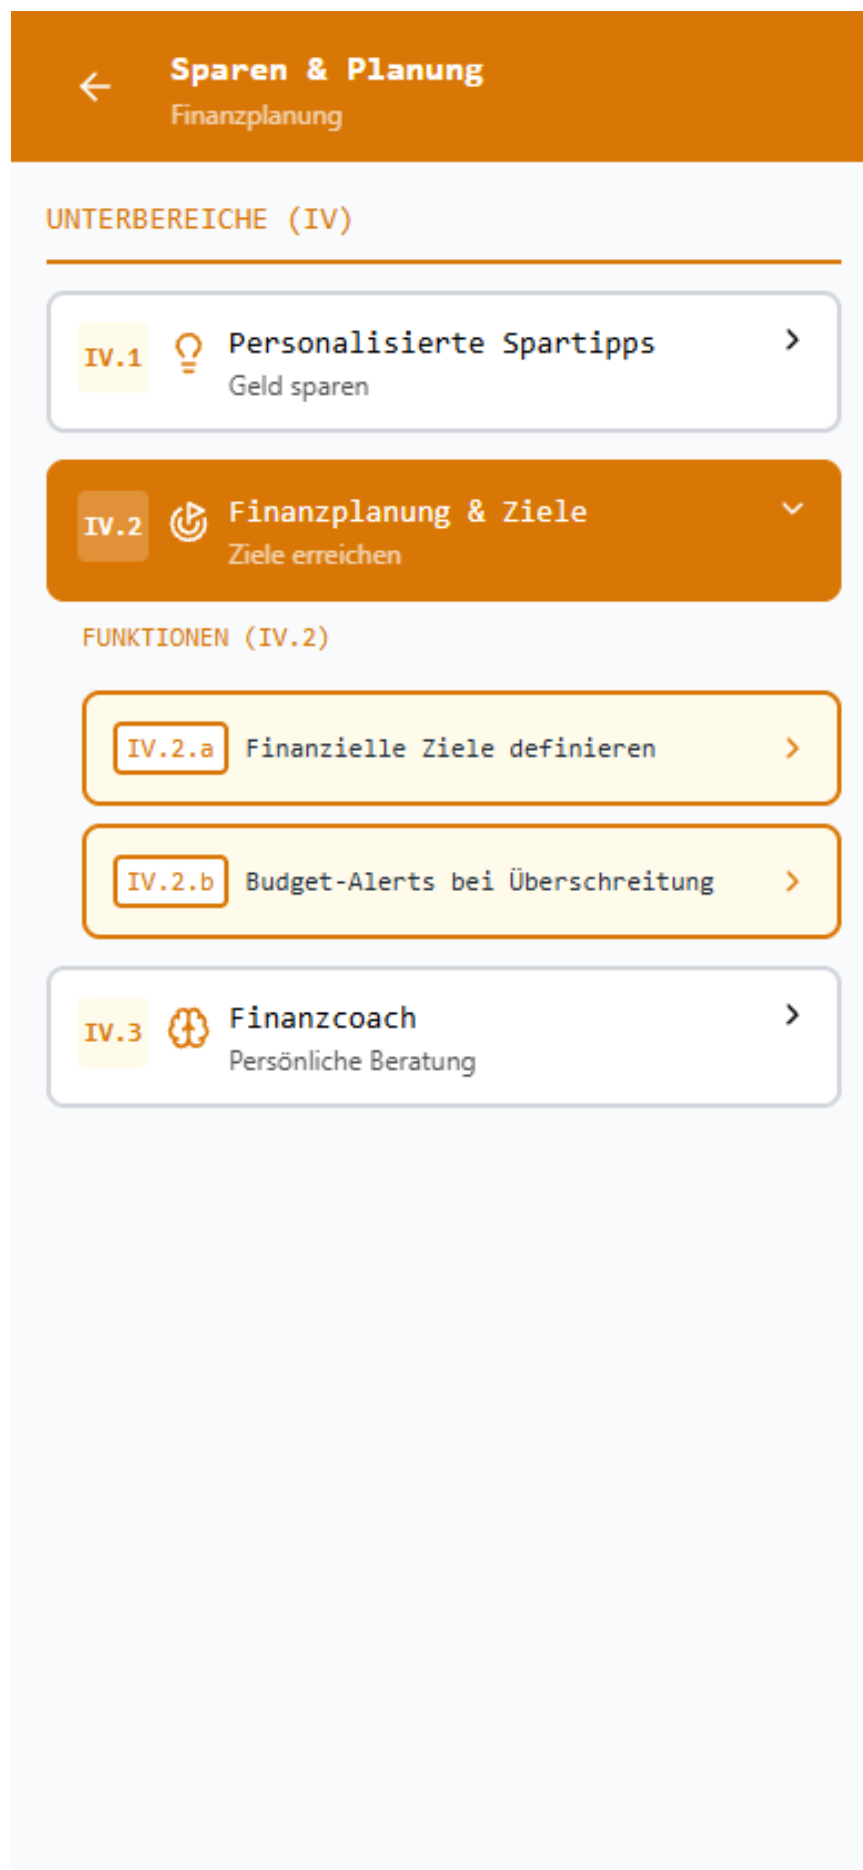 Sparen & Planung
Finanzplanung
UNTERBEREICHE (IV)
IV.1 Personalisierte Spartipps
Geld sparen
IV.2 Finanzplanung & Ziele
Ziele erreichen
FUNKTIONEN (IV.2)
IV.2.a Finanzielle Ziele definieren
IV.2.b Budget-Alerts bei Überschreitung
IV.3 Finanzcoach
Persönliche Beratung